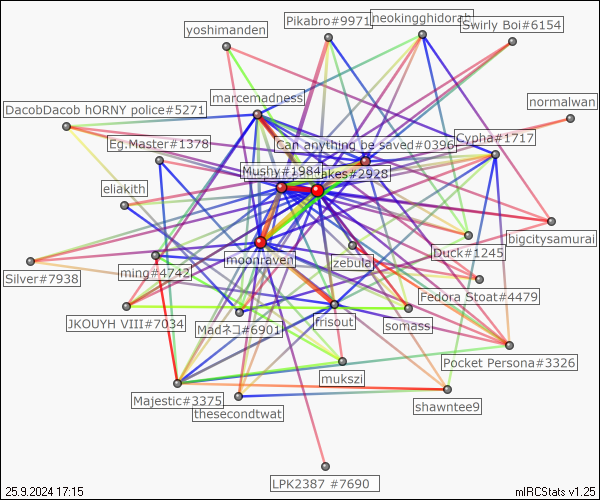 yoshimanden
Pikabro#9971
neokingghidorah
Swirly Boi#6154
marcemadness
normalwan
DacobDacob hORNY police#5271
Eg.Master#1378
Can anything be saved#0396
Cypha#1717
Mushy#1984
akes#2928
eliakith
bigcitysamurai
moonraven
zebula
Duck#1245
Silver#7938
ming#4742
Fedora Stoat#4479
JKOUYH VIII#7034
Madネコ#6901
frisout
somass
Pocket Persona#3326
mukszi
Majestic#3375
thesecondtwat
shawntee9
LPK2387 #7690
25.9.2024 17:15
mIRCStats v1.25